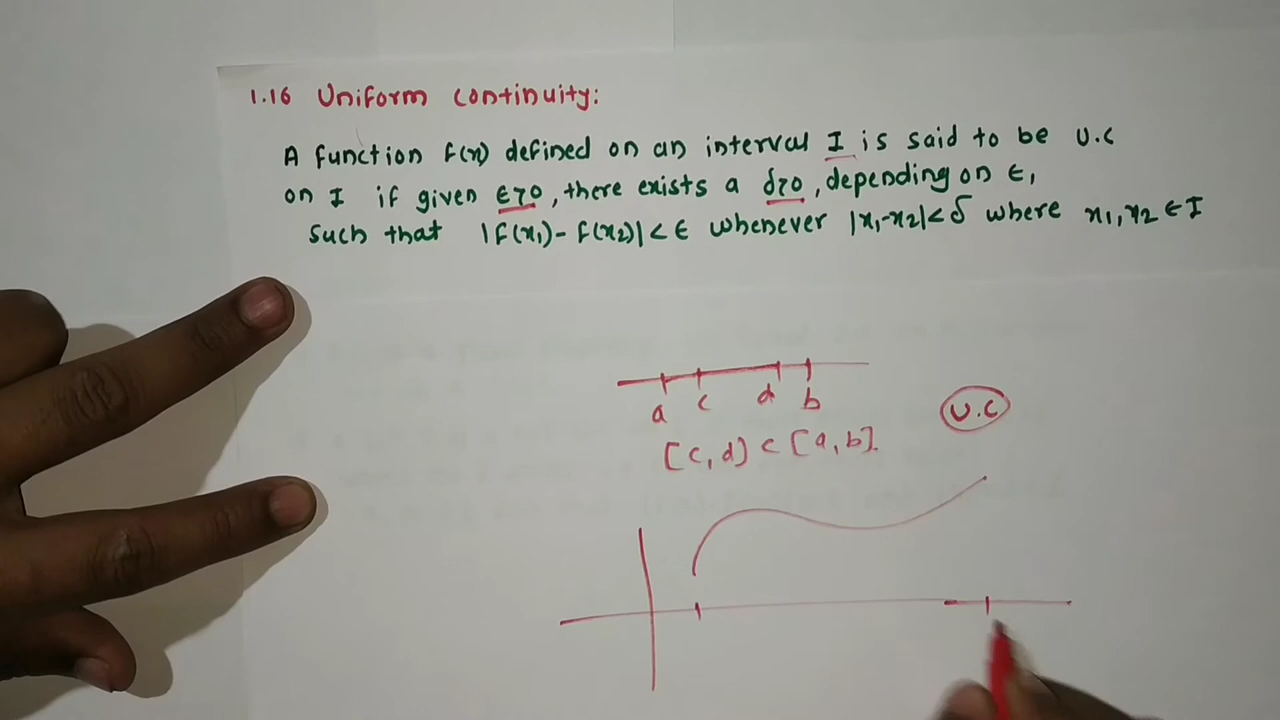 1.16 Uniform continuity:
A function f(x) defined on an interval I is said to be U.C
on I if given ε>0, there exists a δ>0, depending on ε,
Such that |f(x₁)-f(x₂)|<ε whenever |x₁-x₂|<δ where x₁,x₂∈I
a c d b
U.C
[c,d]⊂[a,b].